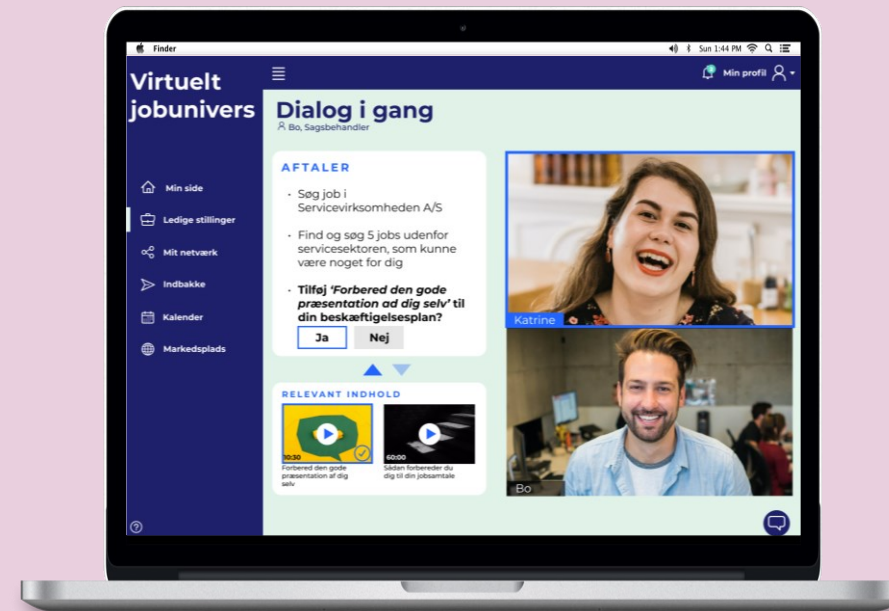 Finder
Sun 1:44 PM
Virtuelt
jobunivers
Min profil
Dialog i gang
Bo, Sagsbehandler
Min side
Ledige stillinger
Mit netværk
Indbakke
Kalender
Markedsplads
AFTALER
· Søg job i
Servicevirksomheden A/S
· Find og søg 5 jobs udenfor
servicesektoren, som kunne
være noget for dig
· Tilføj ‘Forbered den gode
præsentation ad dig selv’ til
din beskæftigelsesplan?
Ja
Nej
RELEVANT INDHOLD
10:30
Forbered den gode
præsentation af dig
selv
60:00
Sådan forbereder du
dig til din jobsamtale
Katrine
Bo